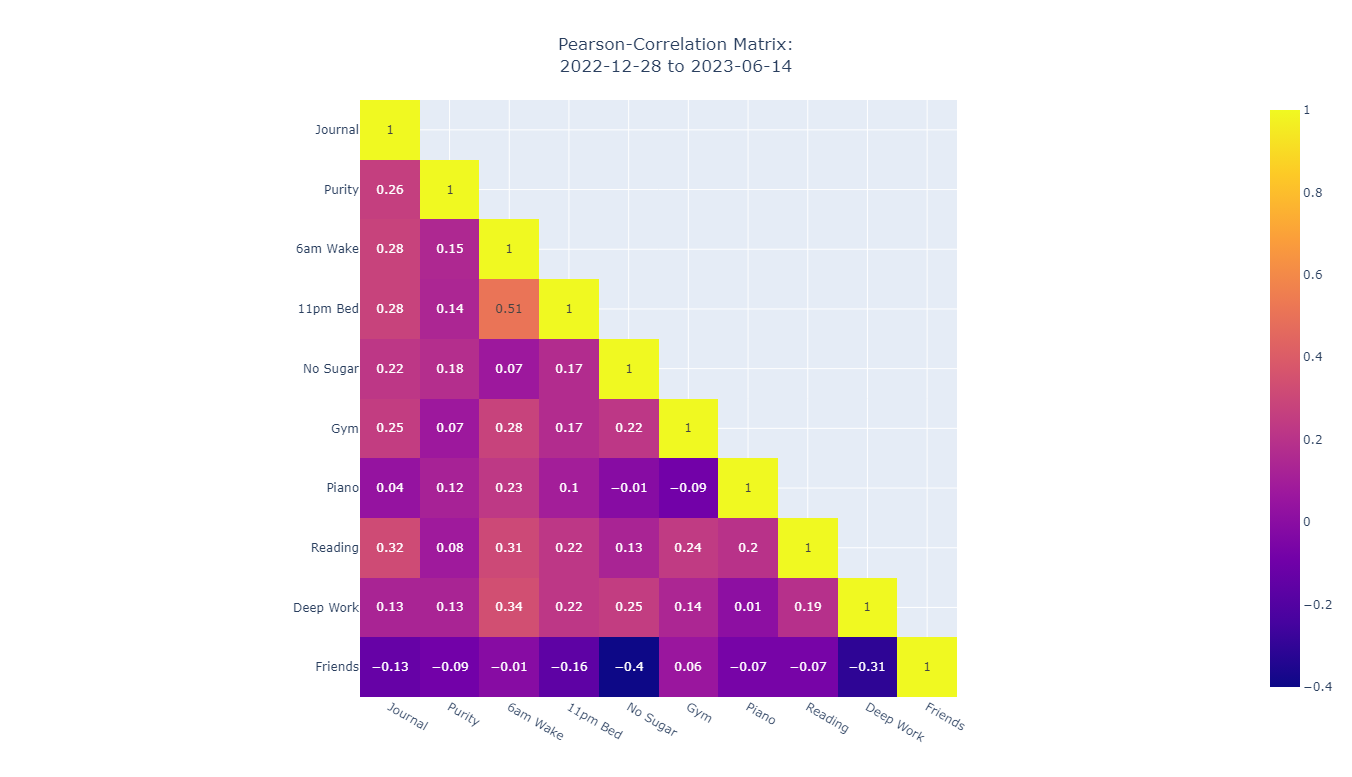 Pearson-Correlation Matrix:
2022-12-28 to 2023-06-14
Journal 1
Purity 0.26 1
6am Wake 0.28 0.15 1
11pm Bed 0.28 0.14 0.51 1
No Sugar 0.22 0.18 0.07 0.17 1
Gym 0.25 0.07 0.28 0.17 0.22 1
Piano 0.04 0.12 0.23 0.1 −0.01 −0.09 1
Reading 0.32 0.08 0.31 0.22 0.13 0.24 0.2 1
Deep Work 0.13 0.13 0.34 0.22 0.25 0.14 0.01 0.19 1
Friends −0.13 −0.09 −0.01 −0.16 −0.4 0.06 −0.07 −0.07 −0.31 1
Journal Purity 6am Wake 11pm Bed No Sugar Gym Piano Reading Deep Work Friends
1
0.8
0.6
0.4
0.2
0
−0.2
−0.4